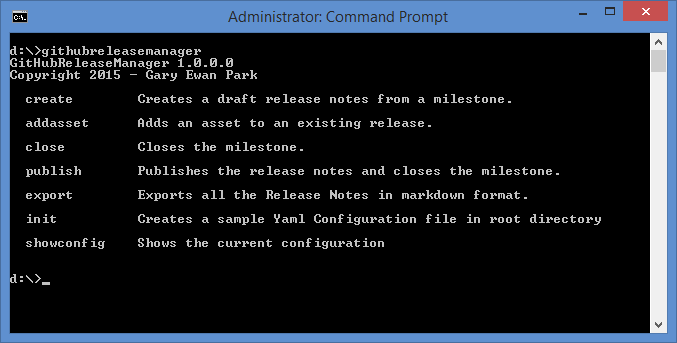 Administrator: Command Prompt
C:\.
d:\>githubreleasemanager
GitHubReleaseManager 1.0.0.0
Copyright 2015 - Gary Ewan Park
create Creates a draft release notes from a milestone.
addasset Adds an asset to an existing release.
close Closes the milestone.
publish Publishes the release notes and closes the milestone.
export Exports all the Release Notes in markdown format.
init Creates a sample Yaml Configuration file in root directory
showconfig Shows the current configuration
d:\>_